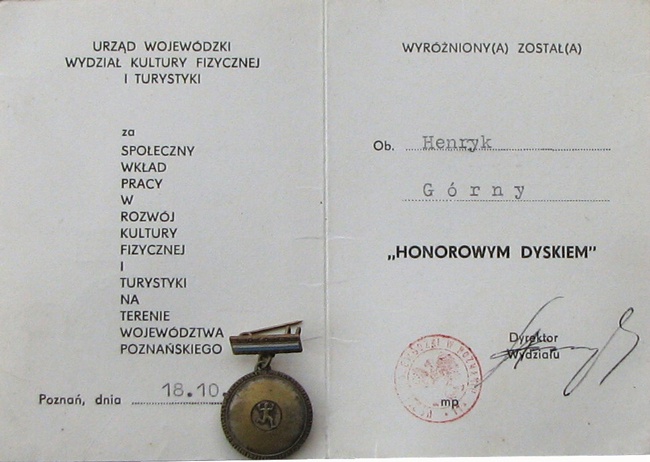 URZĄD WOJEWÓDZKI
WYDZIAŁ KULTURY FIZYCZNEJ
I TURYSTYKI
za
SPOŁECZNY
WKŁAD
PRACY
W
ROZWÓJ
KULTURY
FIZYCZNEJ
I
TURYSTYKI
NA
TERENIE
WOJEWÓDZTWA
POZNAŃSKIEGO
Poznań, dnia 18.10.
WYRÓŻNIONY(A) ZOSTAŁ(A)
Ob. Henryk
Górny
„HONOROWYM DYSKIEM"
Dyrektor
Wydziału
mp